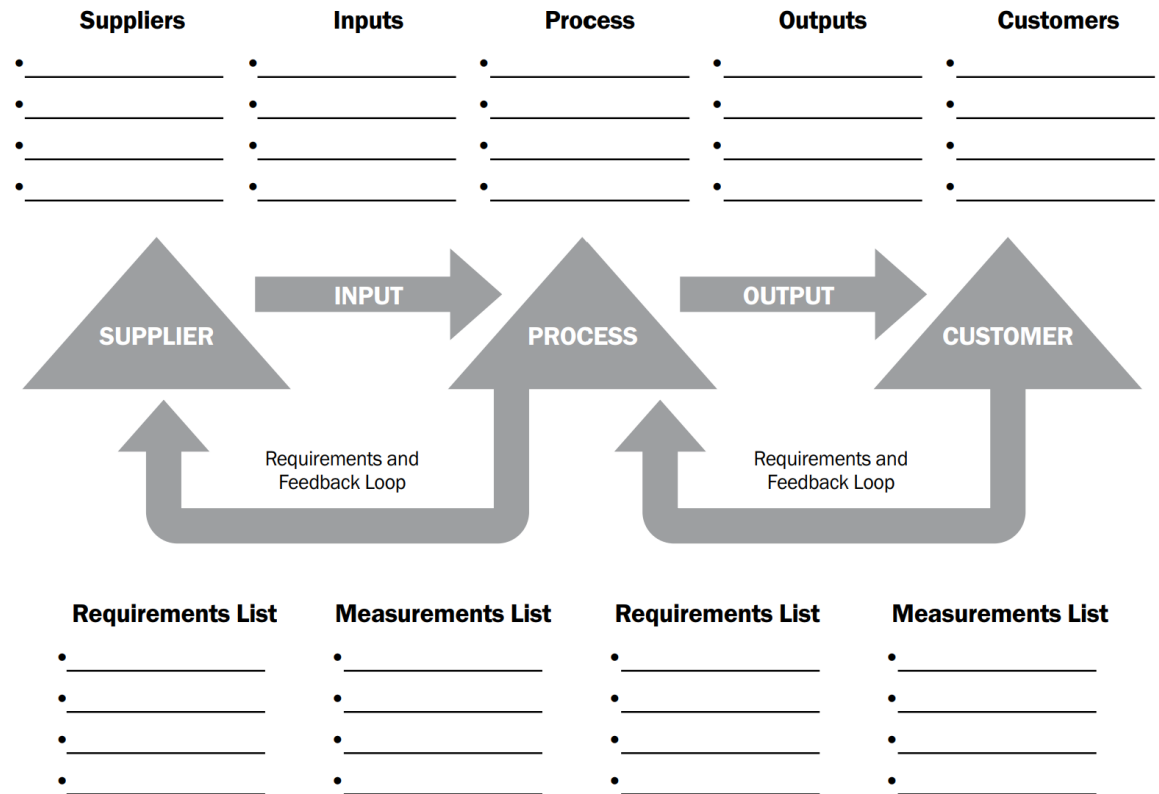 Suppliers
Inputs
Process
Outputs
Customers
INPUT
OUTPUT
SUPPLIER
PROCESS
CUSTOMER
Requirements and
Feedback Loop
Requirements and
Feedback Loop
Requirements List
Measurements List
Requirements List
Measurements List